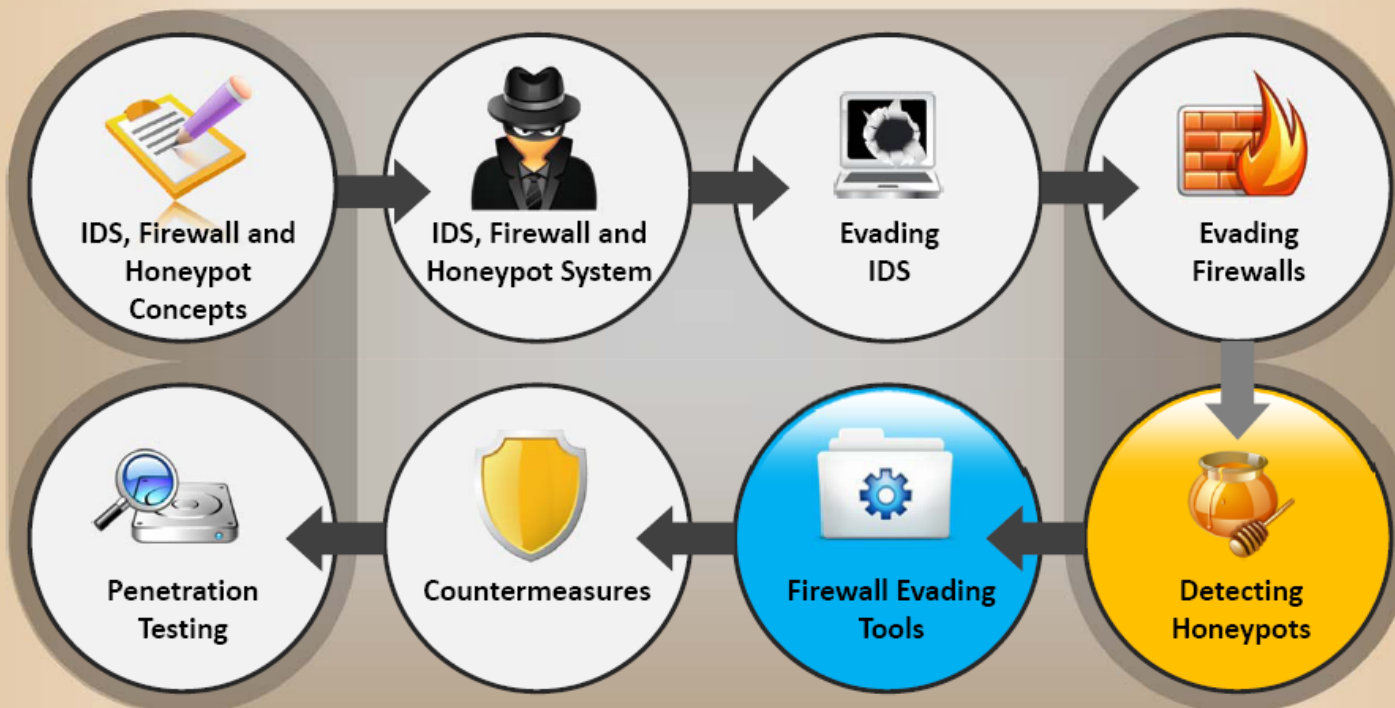 IDS, Firewall and
Honeypot
Concepts
IDS, Firewall and
Honeypot System
Evading
IDS
Evading
Firewalls
Detecting
Honeypots
Firewall Evading
Tools
Countermeasures
Penetration
Testing